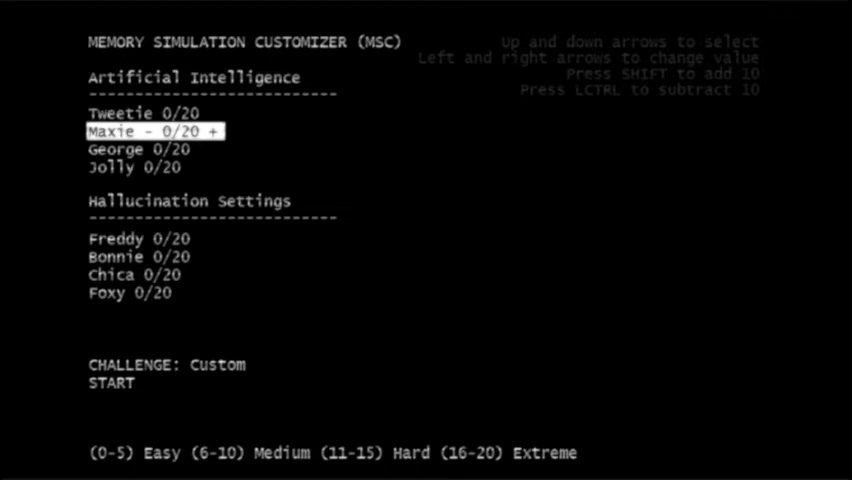 MEMORY SIMULATION CUSTOMIZER (MSC)
Up and down arrows to select
Left and right arrows to change value
Press SHIFT to add 10
Press LCTRL to subtract 10
Artificial Intelligence
---------------------------
Tweetie 0/20
Maxie - 0/20 +
George 0/20
Jolly 0/20
Hallucination Settings
---------------------------
Freddy 0/20
Bonnie 0/20
Chica 0/20
Foxy 0/20
CHALLENGE: Custom
START
(0-5) Easy (6-10) Medium (11-15) Hard (16-20) Extreme